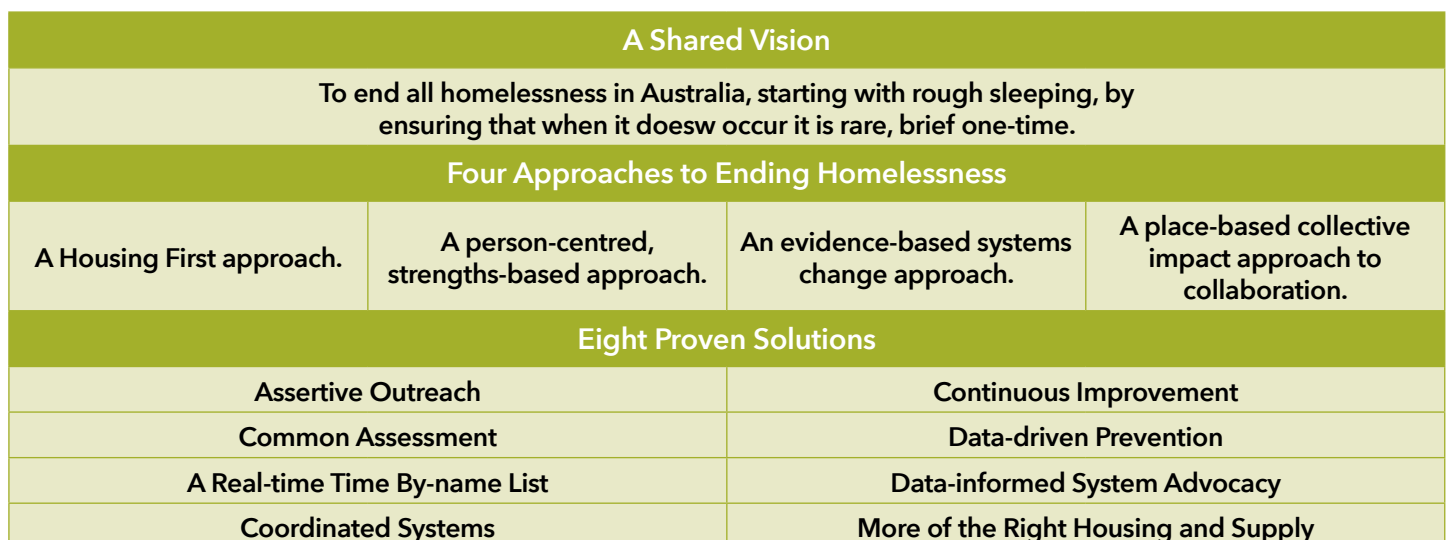 A Shared Vision
To end all homelessness in Australia, starting with rough sleeping, by
ensuring that when it doesw occur it is rare, brief one-time.
Four Approaches to Ending Homelessness
A Housing First approach.
A person-centred,
strengths-based approach.
An evidence-based systems
change approach.
A place-based collective
impact approach to
collaboration.
Eight Proven Solutions
Assertive Outreach
Continuous Improvement
Common Assessment
Data-driven Prevention
A Real-time Time By-name List
Data-informed System Advocacy
Coordinated Systems
More of the Right Housing and Supply